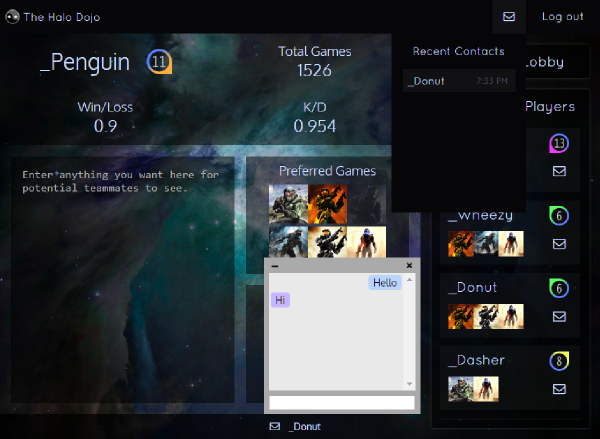 The Halo Dojo
Log out
_Penguin 11
Total Games
1526
Win/Loss
0.9
K/D
0.954
Enter anything you want here for
potential teammates to see.
Preferred Games
Recent Contacts
_Donut 7:33 PM
Lobby
Players
13
_Wheezy 6
_Donut 6
_Dasher 8
Hello
Hi
_Donut